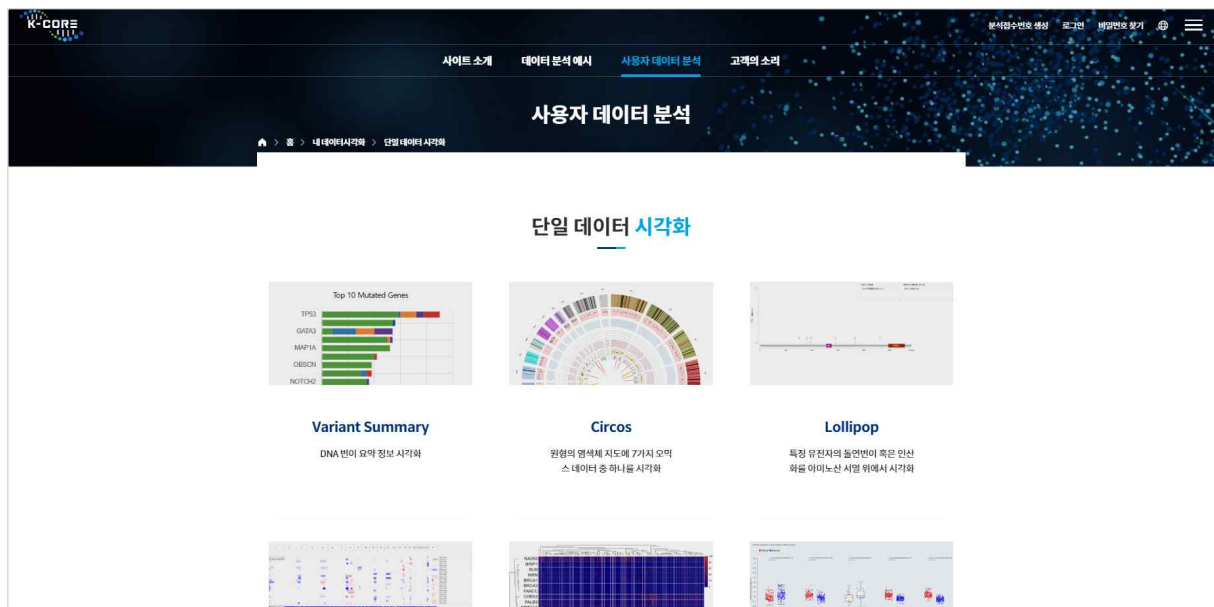 K-CORE
분석접수번호 생성 로그인 비밀번호 찾기
사이트 소개 데이터 분석 예시 사용자 데이터 분석 고객의 소리
사용자 데이터 분석
> 홈 > 내 데이터시각화 > 단일 데이터 시각화
단일 데이터 시각화
Top 10 Mutated Genes
TP53
GATA3
MAP1A
OBSCN
NOTCH2
Variant Summary
DNA 변이 요약 정보 시각화
Circos
원형의 염색체 지도에 7가지 오믹
스 데이터 중 하나를 시각화
Lollipop
특정 유전자의 돌연변이 혹은 인산
화를 아미노산 서열 위에서 시각화